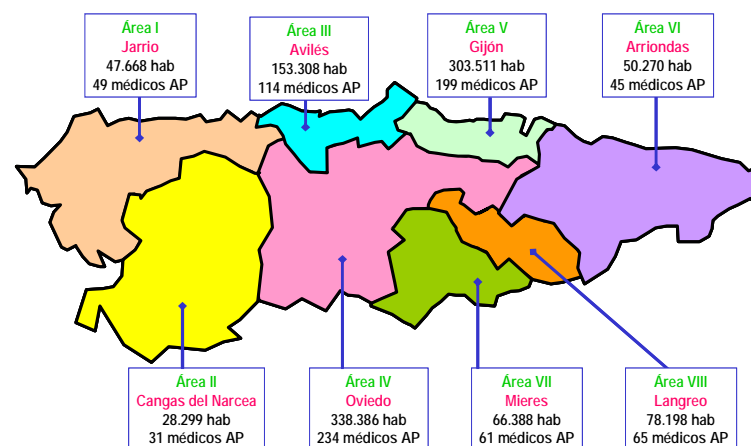 Área I
Jarrio
47.668 hab
49 médicos AP
Área III
Avilés
153.308 hab
114 médicos AP
Área V
Gijón
303.511 hab
199 médicos AP
Área VI
Arriondas
50.270 hab
45 médicos AP
Área II
Cangas del Narcea
28.299 hab
31 médicos AP
Área IV
Oviedo
338.386 hab
234 médicos AP
Área VII
Mieres
66.388 hab
61 médicos AP
Área VIII
Langreo
78.198 hab
65 médicos AP